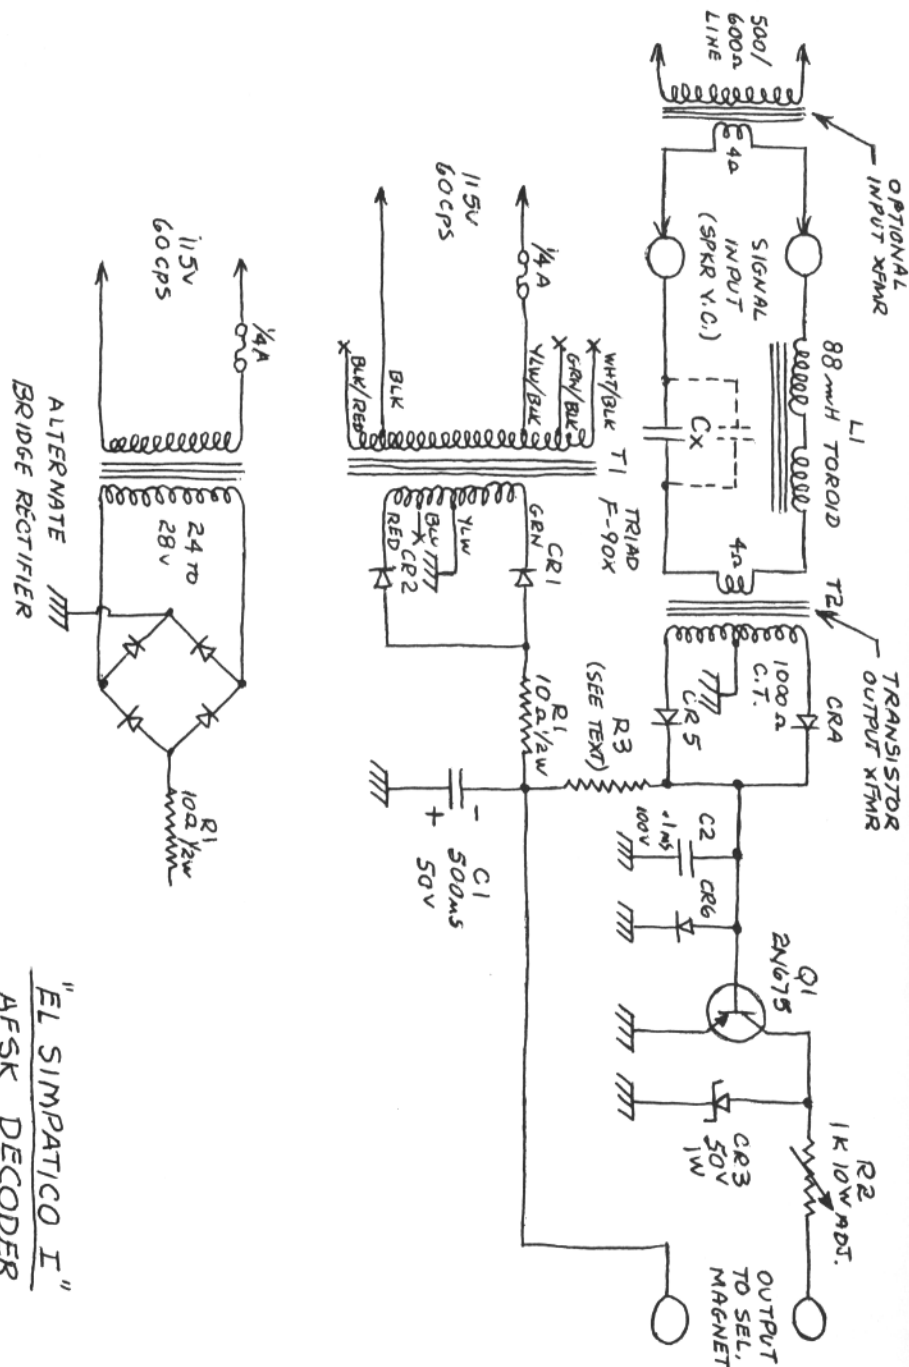 500/
600Ω
LINE
OPTIONAL
INPUT XFMR
4Ω
SIGNAL
INPUT
(SPKR V.C.)
L1
88 mH TOROID
CX
4Ω
T2
TRANSISTOR
OUTPUT XFMR
1000Ω
C.T.
CR4
CR5
R3
(SEE TEXT)
C2
.1 MS
100V
CR6
Q1
2N675
CR3
50V
1W
R2
1K 10W ADJ.
OUTPUT
TO SEL.
MAGNET
115V
60CPS
1/4A
WHT/BLK
GRN/BLK
YLW/BLK
BLK
BLK/RED
T1
TRIAD
F-90X
GRN
YLW
BLU
RED
CR1
CR2
R1
10Ω 1/2W
- +
C1
500MS
50V
115V
60CPS
1/4A
24 TO
28V
R1
10Ω 1/2W
ALTERNATE
BRIDGE RECTIFIER
"EL SIMPATICO I"
AFSK DECODER